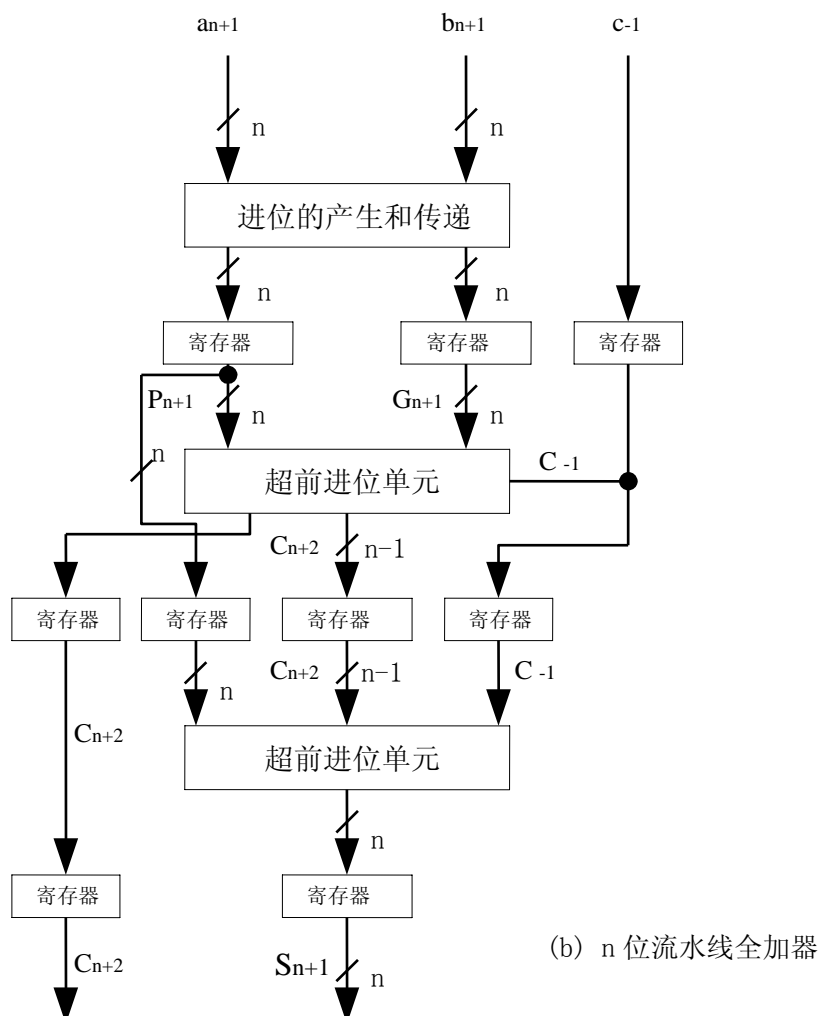 an+1 bn+1 c-1
n n
进位的产生和传递
n n
寄存器 寄存器 寄存器
Pn+1 n Gn+1 n
n
超前进位单元 C -1
Cn+2 n-1
寄存器 寄存器 寄存器 寄存器
n Cn+2 n-1 C -1
Cn+2
超前进位单元
n
寄存器 寄存器
Cn+2 Sn+1 n
(b) n 位流水线全加器